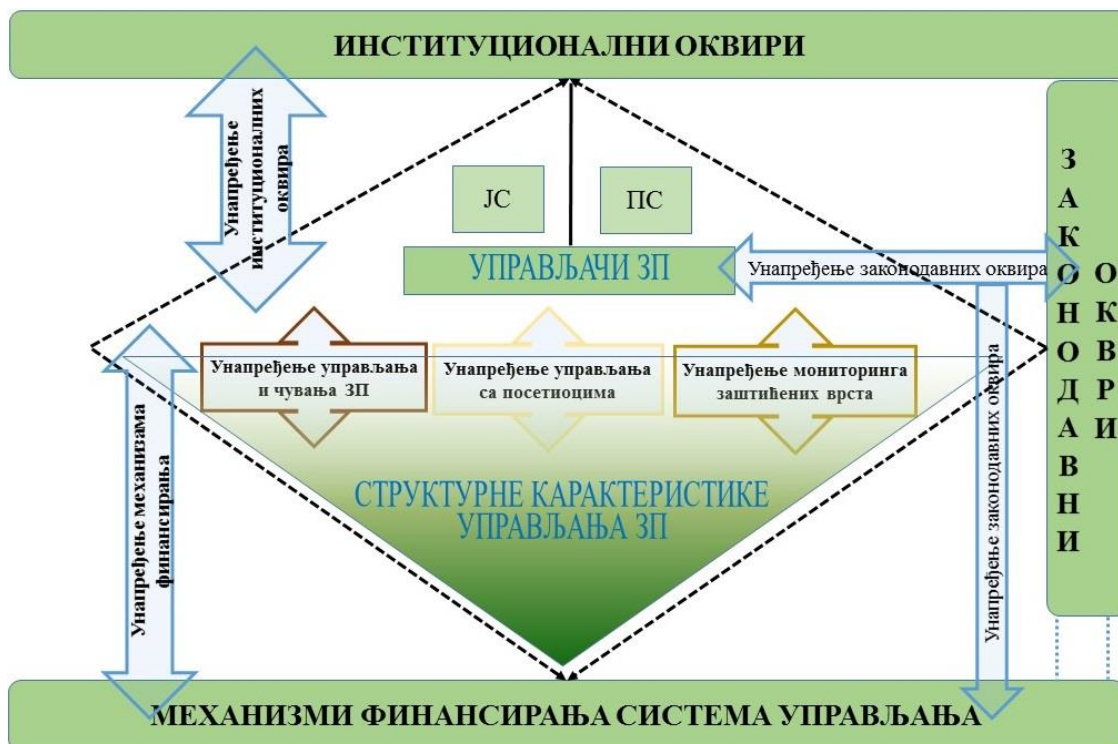 ИНСТИТУЦИОНАЛНИ ОКВИРИ
Унапређење
институционалних
оквира
ЈС
ПС
УПРАВЉАЧИ ЗП
Унапређење законодавних оквира
ЗАКОНОДАВНИ
ОКВРИ
Унапређење управљања
и чувања ЗП
Унапређење управљања
са посетиоцима
Унапређење мониторинга
заштићених врста
Унапређење механизама
финансирања
СТРУКТУРНЕ КАРАКТЕРИСТИКЕ
УПРАВЉАЊА ЗП
Унапређење законодавних оквира
МЕХАНИЗМИ ФИНАНСИРАЊА СИСТЕМА УПРАВЉАЊА